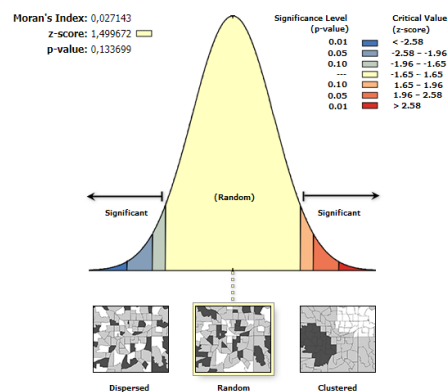 Moran's Index: 0,027143
z-score: 1,499672
p-value: 0,133699
Significance Level (p-value)
Critical Value (z-score)
0.01 < -2.58
0.05 -2.58 – -1.96
0.10 -1.96 – -1.65
--- -1.65 – 1.65
0.10 1.65 – 1.96
0.05 1.96 – 2.58
0.01 > 2.58
(Random)
Significant Significant
Dispersed Random Clustered